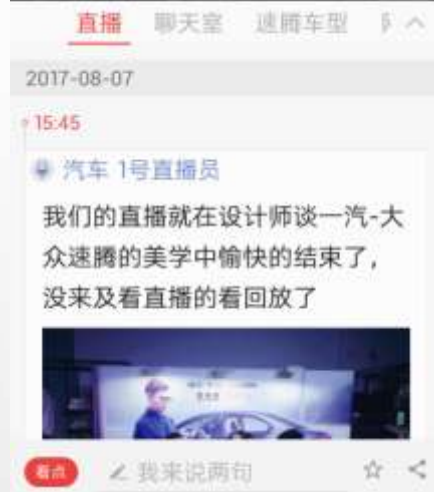 直播 聊天室 速腾车型
2017-08-07
15:45
汽车 1号直播员
我们的直播就在设计师谈一汽-大
众速腾的美学中愉快的结束了，
没来及看直播的看回放了
看点 我来说两句